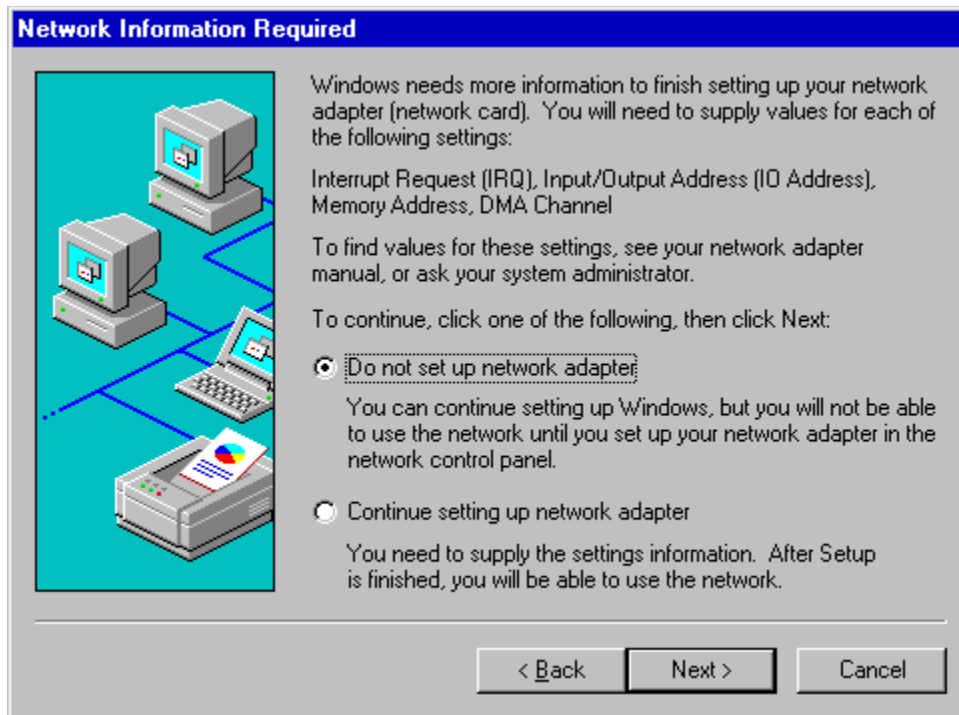 Network Information Required
Windows needs more information to finish setting up your network
adapter (network card).  You will need to supply values for each of
the following settings:
Interrupt Request (IRQ), Input/Output Address (IO Address),
Memory Address, DMA Channel
To find values for these settings, see your network adapter
manual, or ask your system administrator.
To continue, click one of the following, then click Next:
Do not set up network adapter
You can continue setting up Windows, but you will not be able
to use the network until you set up your network adapter in the
network control panel.
Continue setting up network adapter
You need to supply the settings information.  After Setup
is finished, you will be able to use the network.
< Back
Next >
Cancel